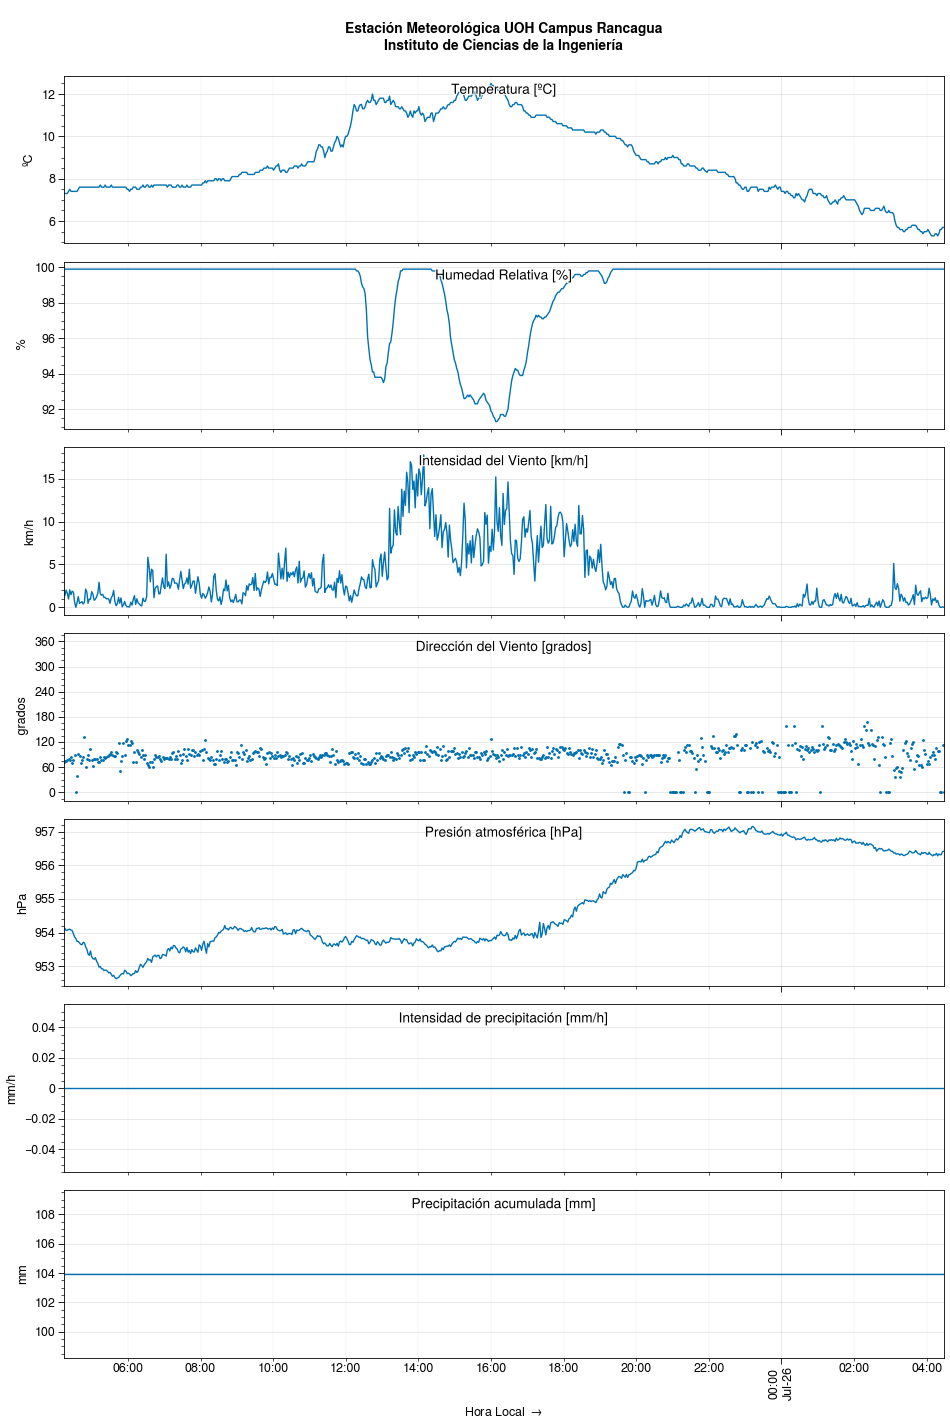 Estación Meteorológica UOH Campus Rancagua
Instituto de Ciencias de la Ingeniería
Temperatura [ºC]
ºC
12
10
8
6
Humedad Relativa [%]
%
100
98
96
94
92
Intensidad del Viento [km/h]
km/h
15
10
5
0
Dirección del Viento [grados]
grados
360
300
240
180
120
60
0
Presión atmosférica [hPa]
hPa
957
956
955
954
953
Intensidad de precipitación [mm/h]
mm/h
0.04
0.02
0
−0.02
−0.04
Precipitación acumulada [mm]
mm
108
106
104
102
100
06:00 08:00 10:00 12:00 14:00 16:00 18:00 20:00 22:00 00:00 02:00 04:00
Jul-26
Hora Local →